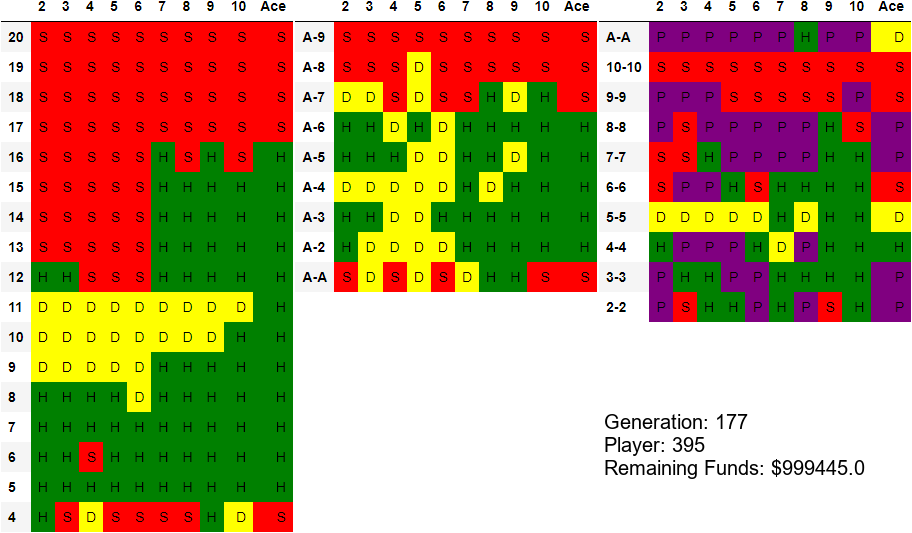 2 3 4 5 6 7 8 9 10 Ace
20 S S S S S S S S S S
19 S S S S S S S S S S
18 S S S S S S S S S S
17 S S S S S S S S S S
16 S S S S S H S H S H
15 S S S S S H H H H H
14 S S S S S H H H H H
13 S S S S S H H H H H
12 H H S S S H H H H H
11 D D D D D D D D D H
10 D D D D D D D D H H
9 D D D D D H H H H H
8 H H H H D H H H H H
7 H H H H H H H H H H
6 H H S H H H H H H H
5 H H H H H H H H H H
4 H S D S S S S H D S
2 3 4 5 6 7 8 9 10 Ace
A-9 S S S S S S S S S S
A-8 S S S D S S S S S S
A-7 D D S D S S H D H S
A-6 H H D H D H H H H H
A-5 H H H D D H H D H H
A-4 D D D D D H D H H H
A-3 H H D D H H H H H H
A-2 H D D D D H H H H H
A-A S D S D S D H H S S
2 3 4 5 6 7 8 9 10 Ace
A-A P P P P P P H P P D
10-10 S S S S S S S S S S
9-9 P P P S S S S S P S
8-8 P S P P P P P H S P
7-7 S S H P P P P H H P
6-6 S P P H S H H H H S
5-5 D D D D D H D H H D
4-4 H P P P H D P H H H
3-3 P H H P P H H H H P
2-2 P S H H P H P S H P
Generation: 177
Player: 395
Remaining Funds: $999445.0